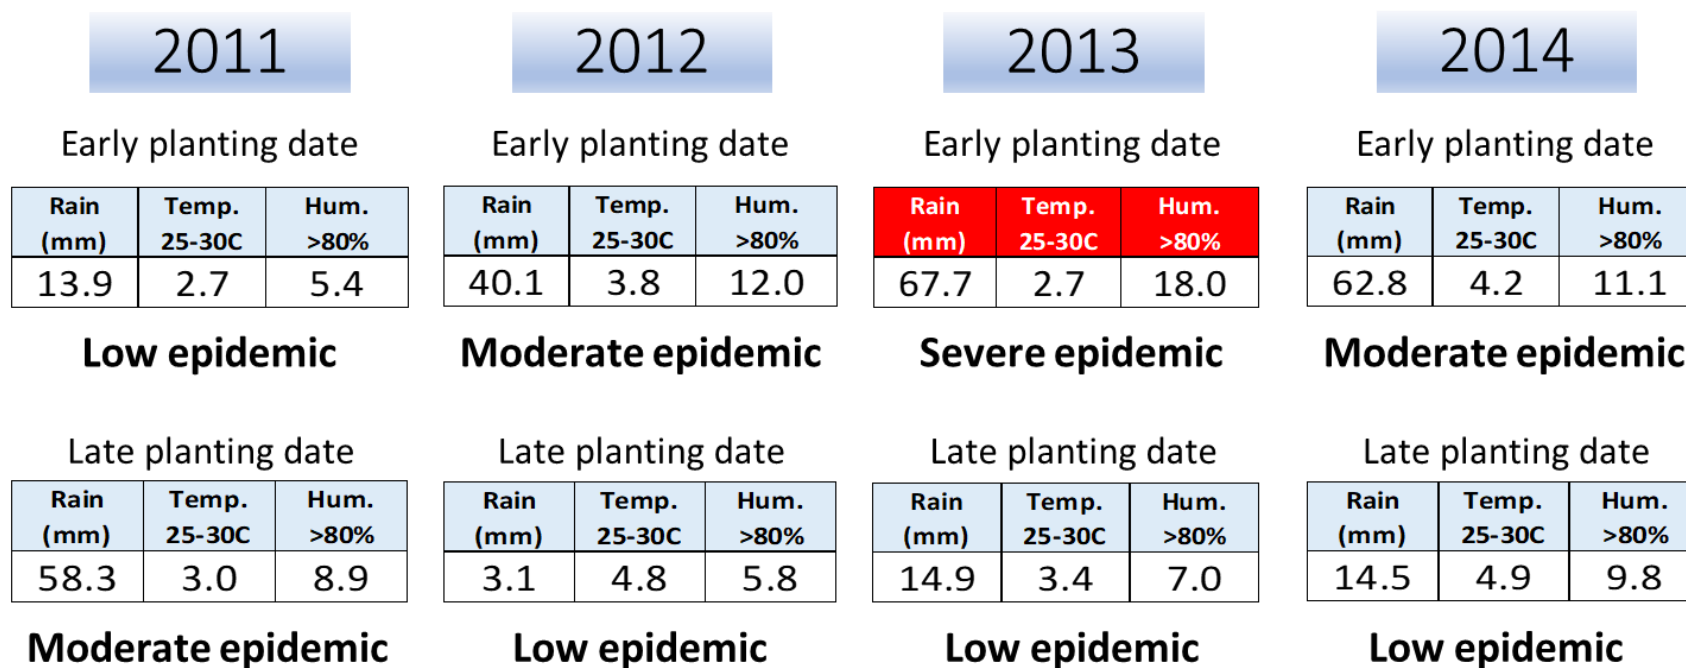 2011 2012 2013 2014
Early planting date Early planting date Early planting date Early planting date
Rain Temp. Hum. Rain Temp. Hum. Rain Temp. Hum. Rain Temp. Hum.
(mm) 25-30C >80% (mm) 25-30C >80% (mm) 25-30C >80% (mm) 25-30C >80%
13.9 2.7 5.4 40.1 3.8 12.0 67.7 2.7 18.0 62.8 4.2 11.1
Low epidemic Moderate epidemic Severe epidemic Moderate epidemic
Late planting date Late planting date Late planting date Late planting date
Rain Temp. Hum. Rain Temp. Hum. Rain Temp. Hum. Rain Temp. Hum.
(mm) 25-30C >80% (mm) 25-30C >80% (mm) 25-30C >80% (mm) 25-30C >80%
58.3 3.0 8.9 3.1 4.8 5.8 14.9 3.4 7.0 14.5 4.9 9.8
Moderate epidemic Low epidemic Low epidemic Low epidemic